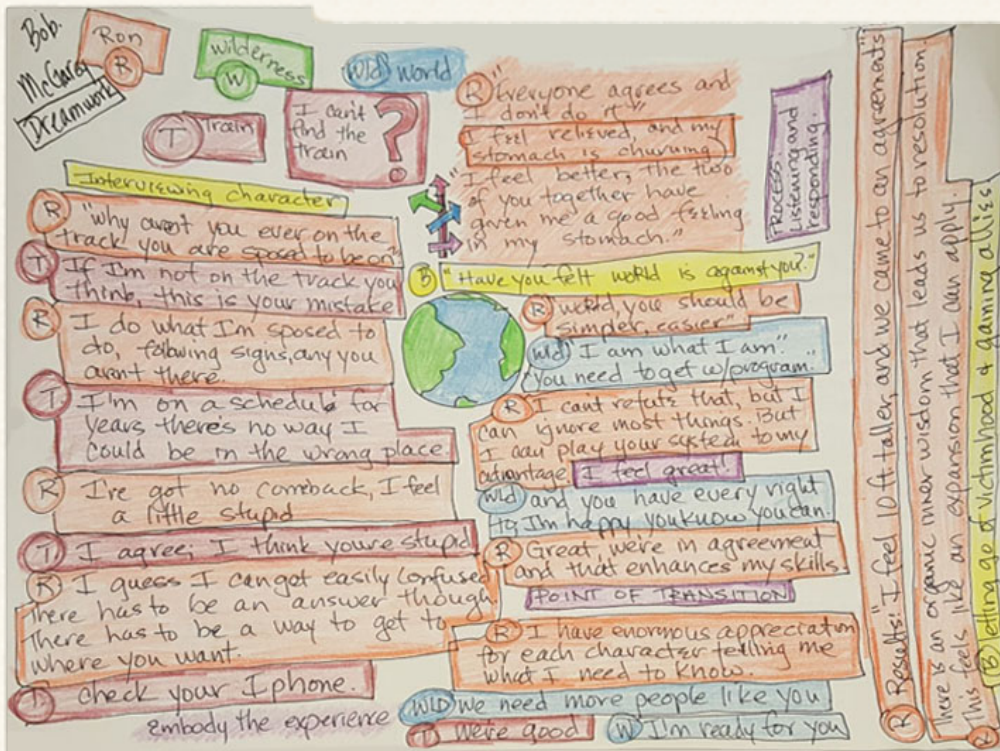 Bob.
McGarey
Dreamwork
Ron
R
wilderness
W
Wld world
T Train
I can't
find the
train ?
Interviewing character
R "why arent you ever on the
track you are sposed to be on"
T If I'm not on the track you
think, this is your mistake
R I do what I'm sposed to
do, following signs, any you
arent there.
T I'm on a schedule for
years there's no way I
could be in the wrong place.
R I've got no comeback, I feel
a little stupid
T I agree, I think youre stupid
R I guess I can get easily confused
There has to be an answer though
There has to be a way to get to
where you want.
T check your Iphone.
embody the experience
R "Everyone agrees and
I don't do it"
I feel relieved, and my
stomach is churning
"I feel better, the two
of you together have
given me a good feeling
in my stomach."
PROCESS
Listening and
responding.
B "Have you felt world is against you?"
R world, you should be
simpler, easier"
Wld "I am what I am"
"you need to get w/program."
R I can't refute that, but I
can ignore most things. But
I can play your system to my
advantage. I feel great!
Wld and you have every right
to, I'm happy you know you can.
R Great, we're in agreement
and that enhances my skills.
POINT OF TRANSITION
R I have enormous appreciation
for each character telling me
what I need to know.
WLD we need more people like you
T we're good W I'm ready for you
R Results: "I feel 10 ft taller, and we came to an agreements"
There is an organic inner wisdom that leads us to resolution
R This feels like an expansion that I can apply.
B letting go of victimhood & gaining allies